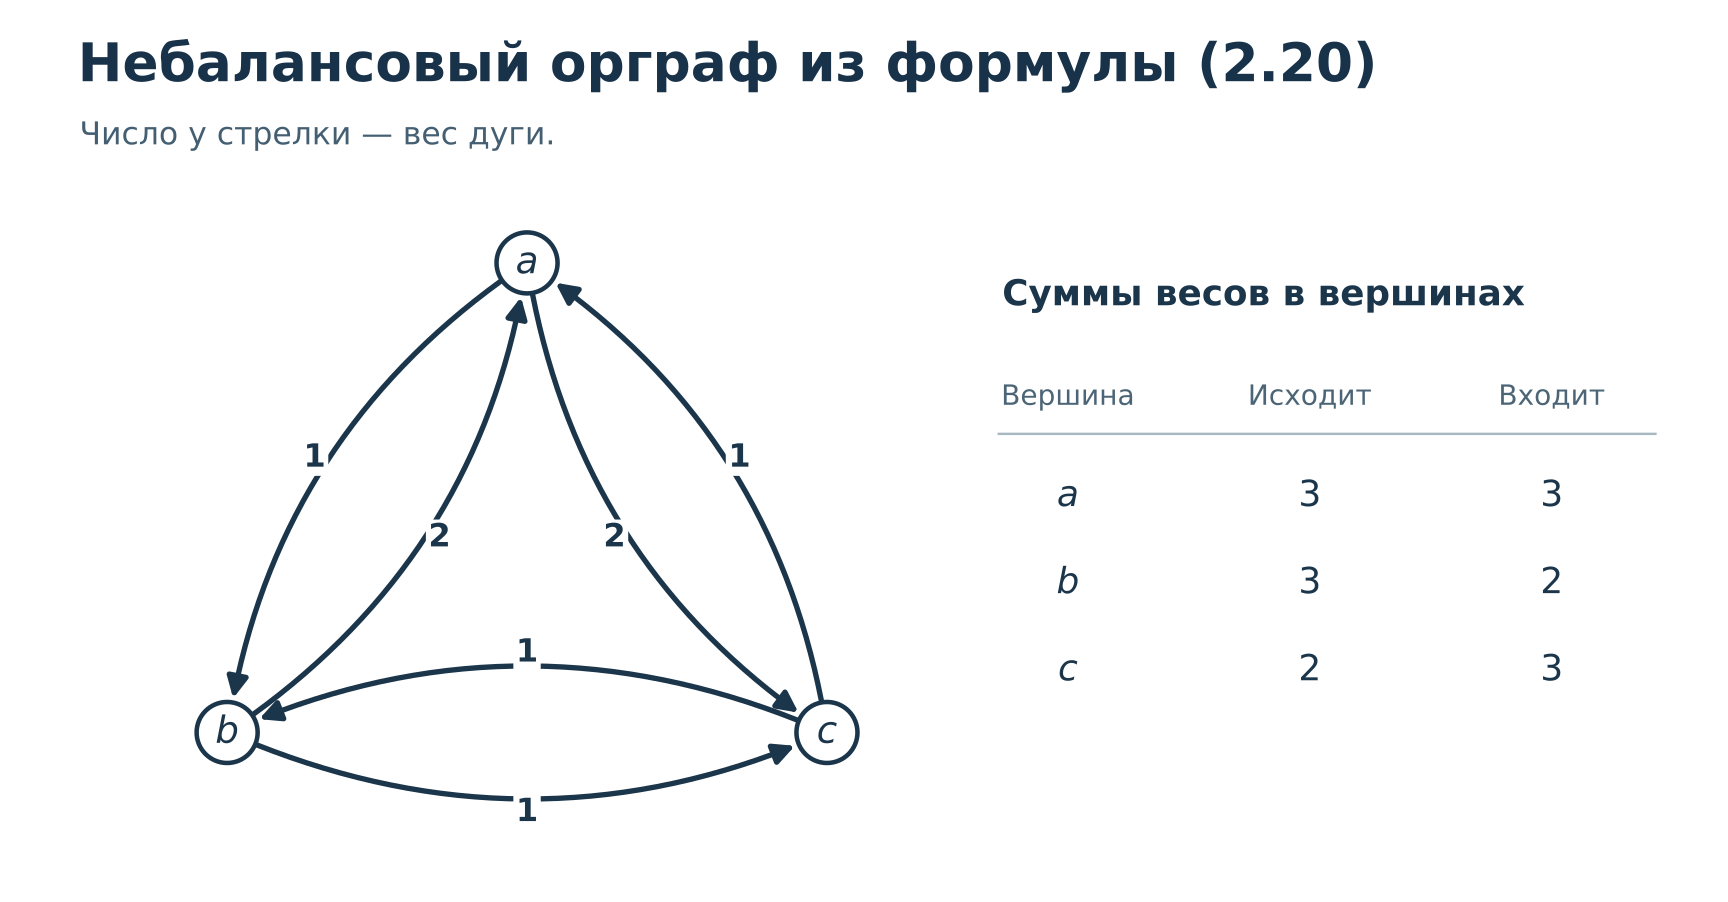 Небалансовый орграф из формулы (2.20)
Число у стрелки — вес дуги.
a
1
1
2
2
1
b
c
1
Суммы весов в вершинах
Вершина Исходит Входит
a 3 3
b 3 2
c 2 3